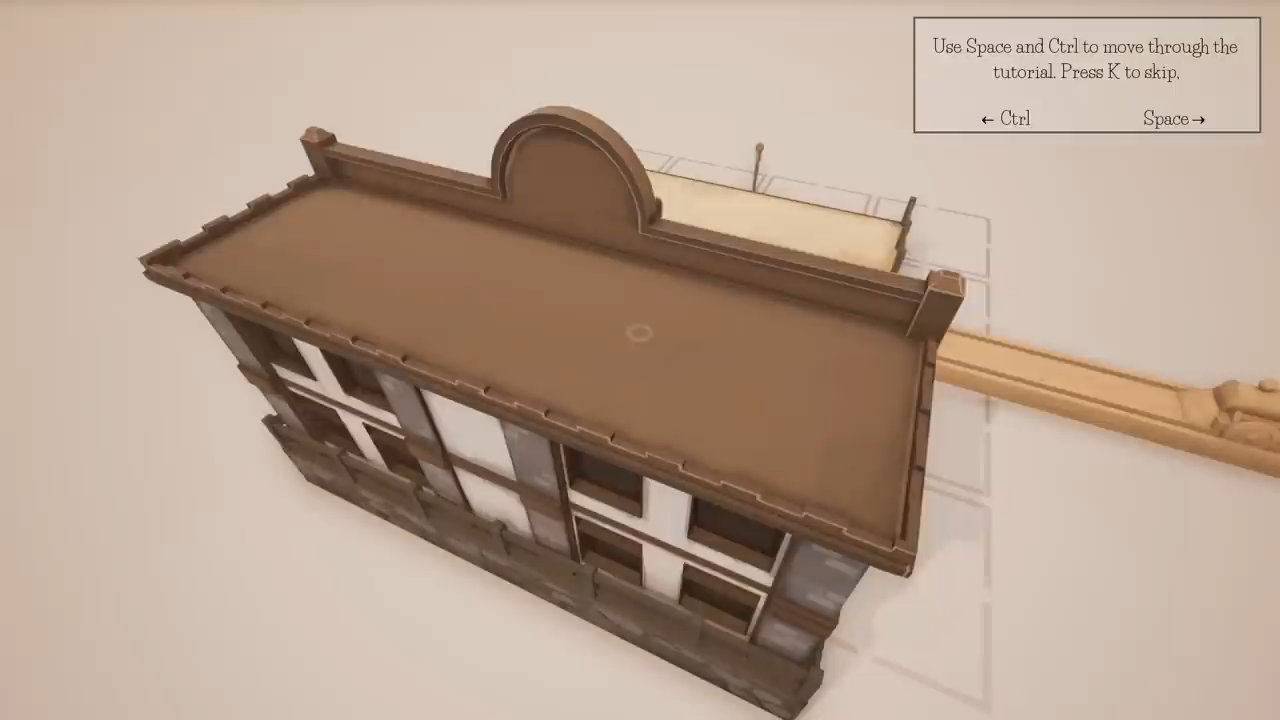 Use Space and Ctrl to move through the
tutorial. Press K to skip.
← Ctrl
Space →